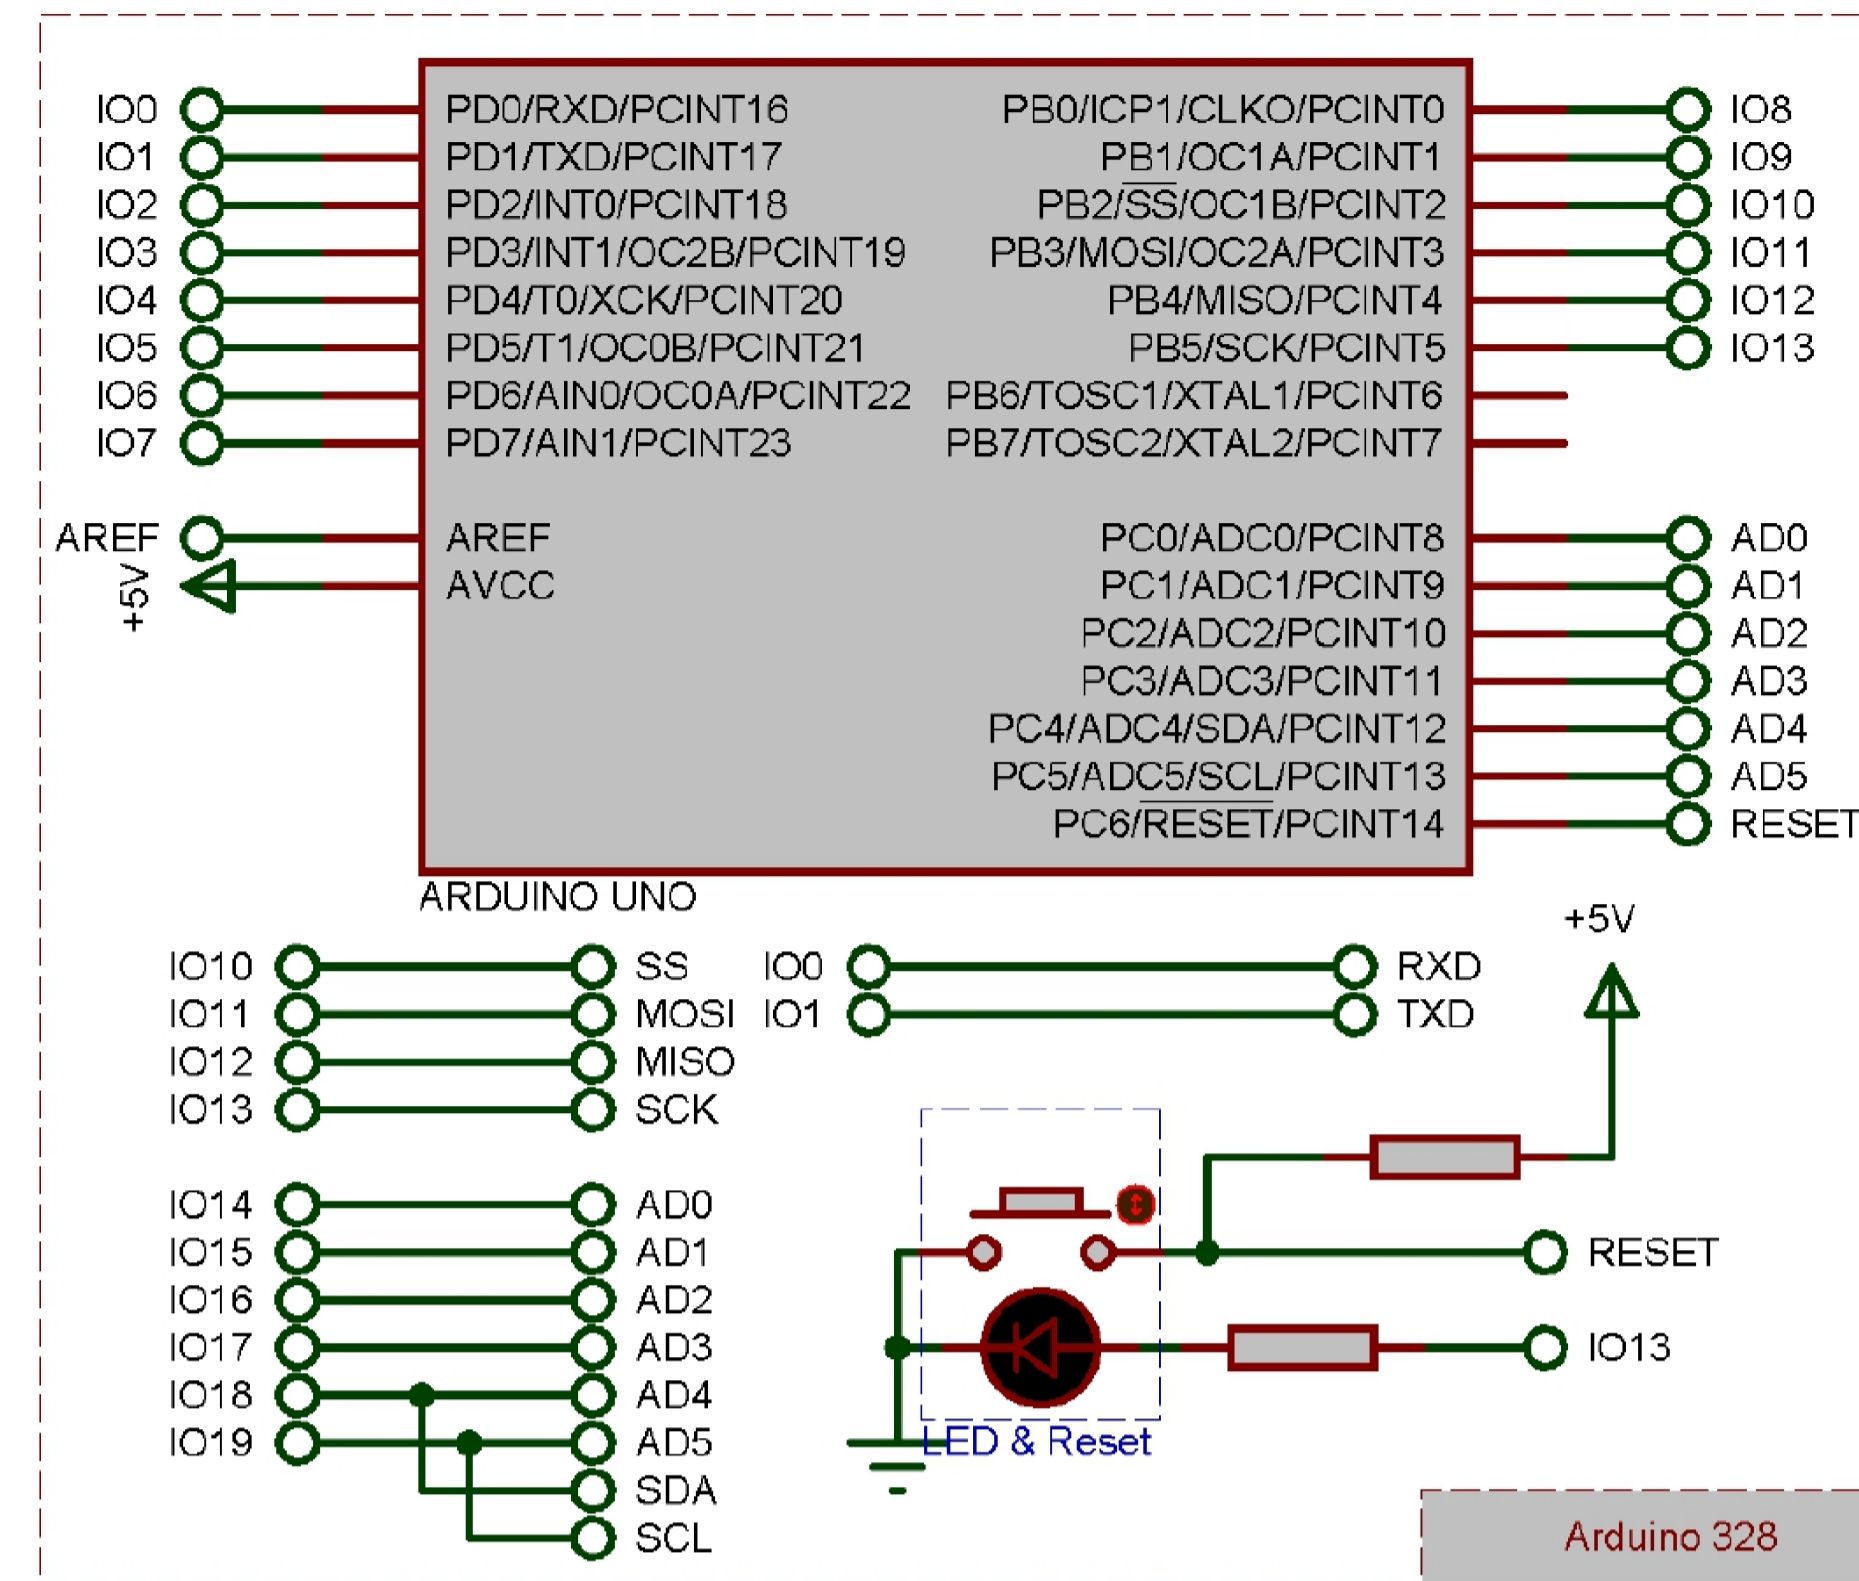 IO0 PD0/RXD/PCINT16 PB0/ICP1/CLKO/PCINT0 IO8
IO1 PD1/TXD/PCINT17 PB1/OC1A/PCINT1 IO9
IO2 PD2/INT0/PCINT18 PB2/SS/OC1B/PCINT2 IO10
IO3 PD3/INT1/OC2B/PCINT19 PB3/MOSI/OC2A/PCINT3 IO11
IO4 PD4/T0/XCK/PCINT20 PB4/MISO/PCINT4 IO12
IO5 PD5/T1/OC0B/PCINT21 PB5/SCK/PCINT5 IO13
IO6 PD6/AIN0/OC0A/PCINT22 PB6/TOSC1/XTAL1/PCINT6
IO7 PD7/AIN1/PCINT23 PB7/TOSC2/XTAL2/PCINT7
AREF AREF PC0/ADC0/PCINT8 AD0
+5V AVCC PC1/ADC1/PCINT9 AD1
PC2/ADC2/PCINT10 AD2
PC3/ADC3/PCINT11 AD3
PC4/ADC4/SDA/PCINT12 AD4
PC5/ADC5/SCL/PCINT13 AD5
PC6/RESET/PCINT14 RESET
ARDUINO UNO
+5V
IO10 SS IO0 RXD
IO11 MOSI IO1 TXD
IO12 MISO
IO13 SCK
IO14 AD0
IO15 AD1 RESET
IO16 AD2
IO17 AD3 IO13
IO18 AD4
IO19 AD5 LED & Reset
SDA
SCL
Arduino 328